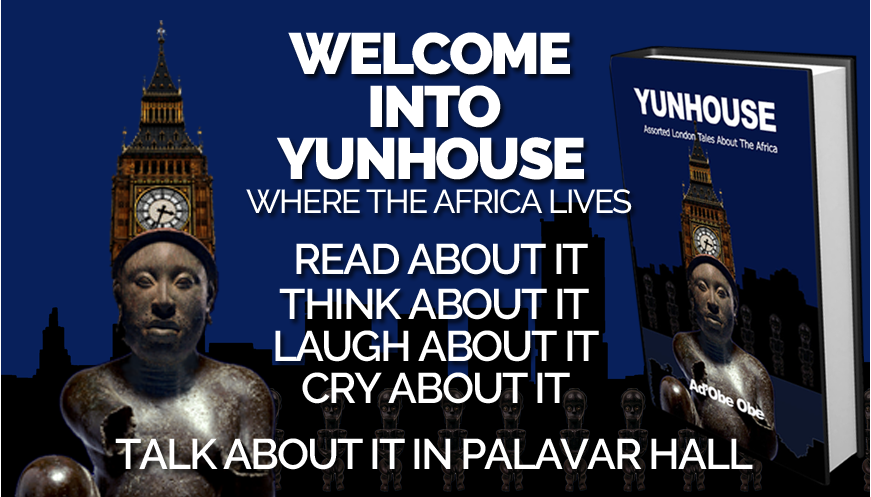 WELCOME
INTO
YUNHOUSE
WHERE THE AFRICA LIVES
READ ABOUT IT
THINK ABOUT IT
LAUGH ABOUT IT
CRY ABOUT IT
TALK ABOUT IT IN PALAVAR HALL
YUNHOUSE
Assorted London Tales About The Africa
Ad'Obe Obe